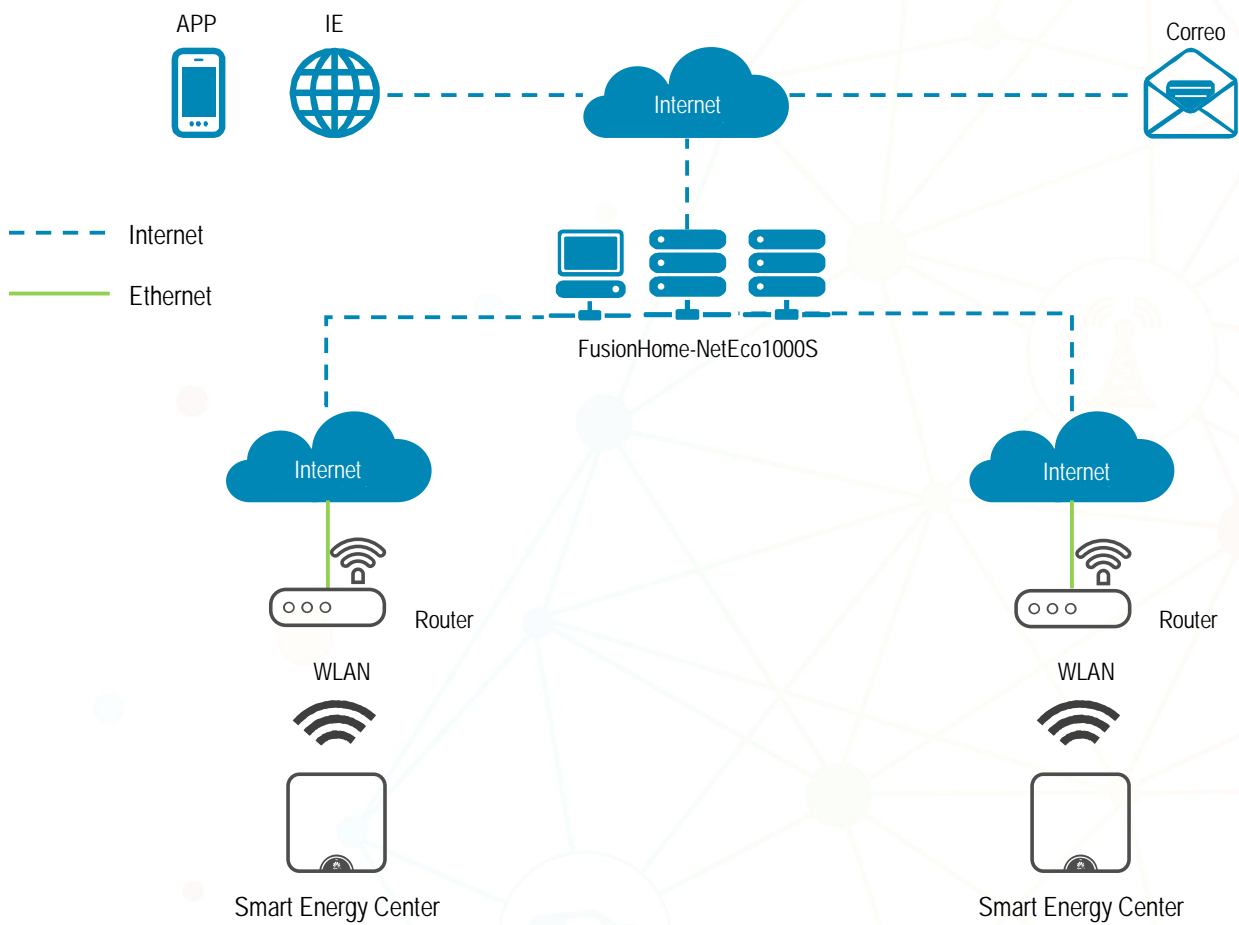 APP
IE
Correo
Internet
Internet
Ethernet
FusionHome-NetEco1000S
Internet
Internet
Router
Router
WLAN
WLAN
Smart Energy Center
Smart Energy Center